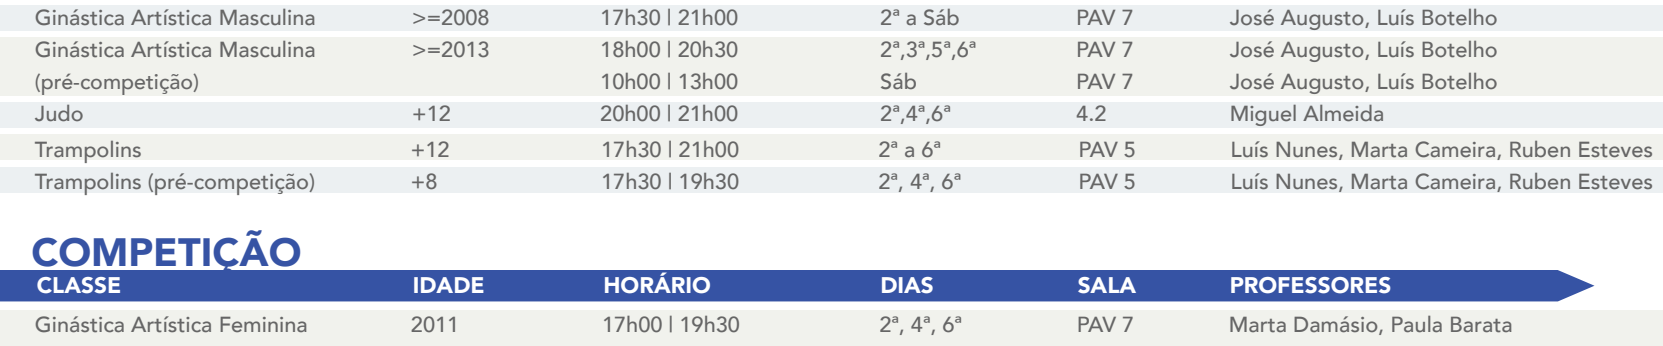 Ginástica Artística Masculina >=2008 17h30 | 21h00 2ª a Sáb PAV 7 José Augusto, Luís Botelho
Ginástica Artística Masculina >=2013 18h00 | 20h30 2ª,3ª,5ª,6ª PAV 7 José Augusto, Luís Botelho
(pré-competição) 10h00 | 13h00 Sáb PAV 7 José Augusto, Luís Botelho
Judo +12 20h00 | 21h00 2ª,4ª,6ª 4.2 Miguel Almeida
Trampolins +12 17h30 | 21h00 2ª a 6ª PAV 5 Luís Nunes, Marta Cameira, Ruben Esteves
Trampolins (pré-competição) +8 17h30 | 19h30 2ª, 4ª, 6ª PAV 5 Luís Nunes, Marta Cameira, Ruben Esteves
COMPETIÇÃO
CLASSE IDADE HORÁRIO DIAS SALA PROFESSORES
Ginástica Artística Feminina 2011 17h00 | 19h30 2ª, 4ª, 6ª PAV 7 Marta Damásio, Paula Barata